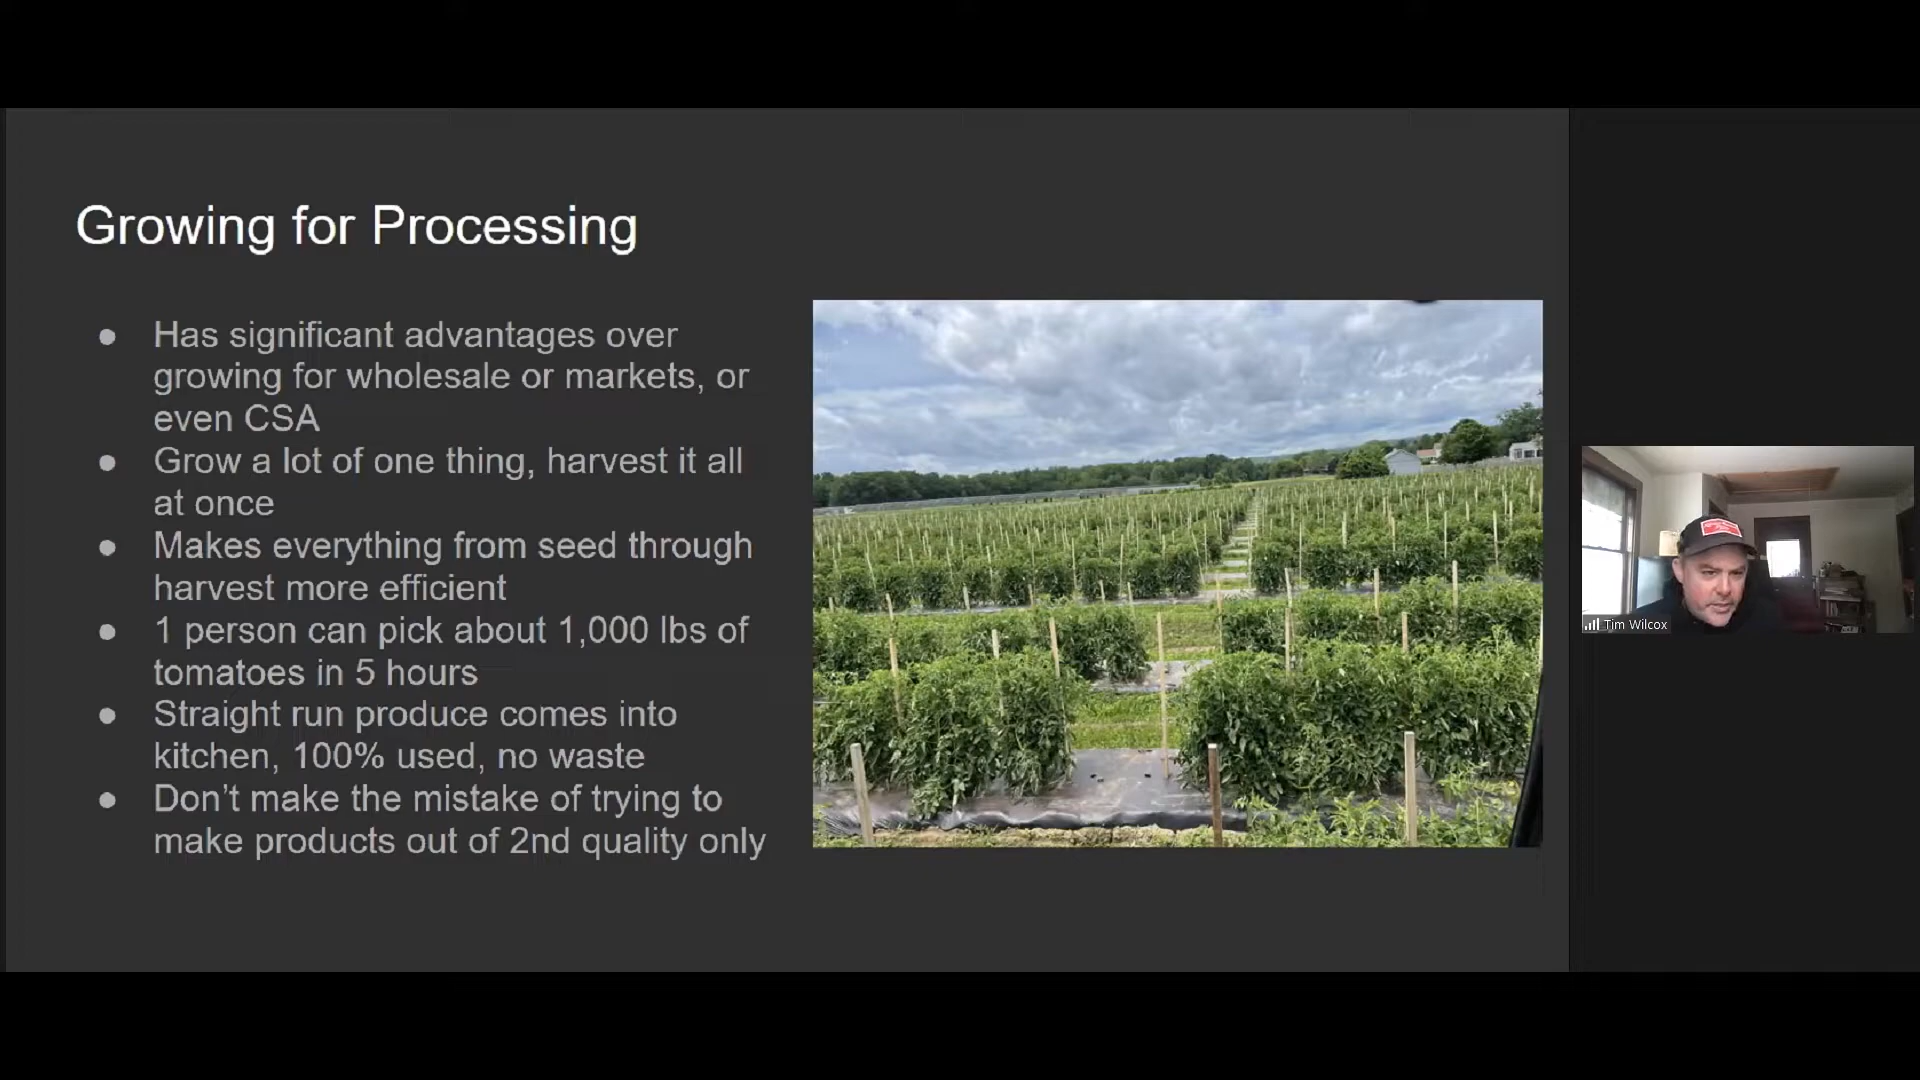 Growing for Processing
● Has significant advantages over
growing for wholesale or markets, or
even CSA
● Grow a lot of one thing, harvest it all
at once
● Makes everything from seed through
harvest more efficient
● 1 person can pick about 1,000 lbs of
tomatoes in 5 hours
● Straight run produce comes into
kitchen, 100% used, no waste
● Don’t make the mistake of trying to
make products out of 2nd quality only
Tim Wilcox